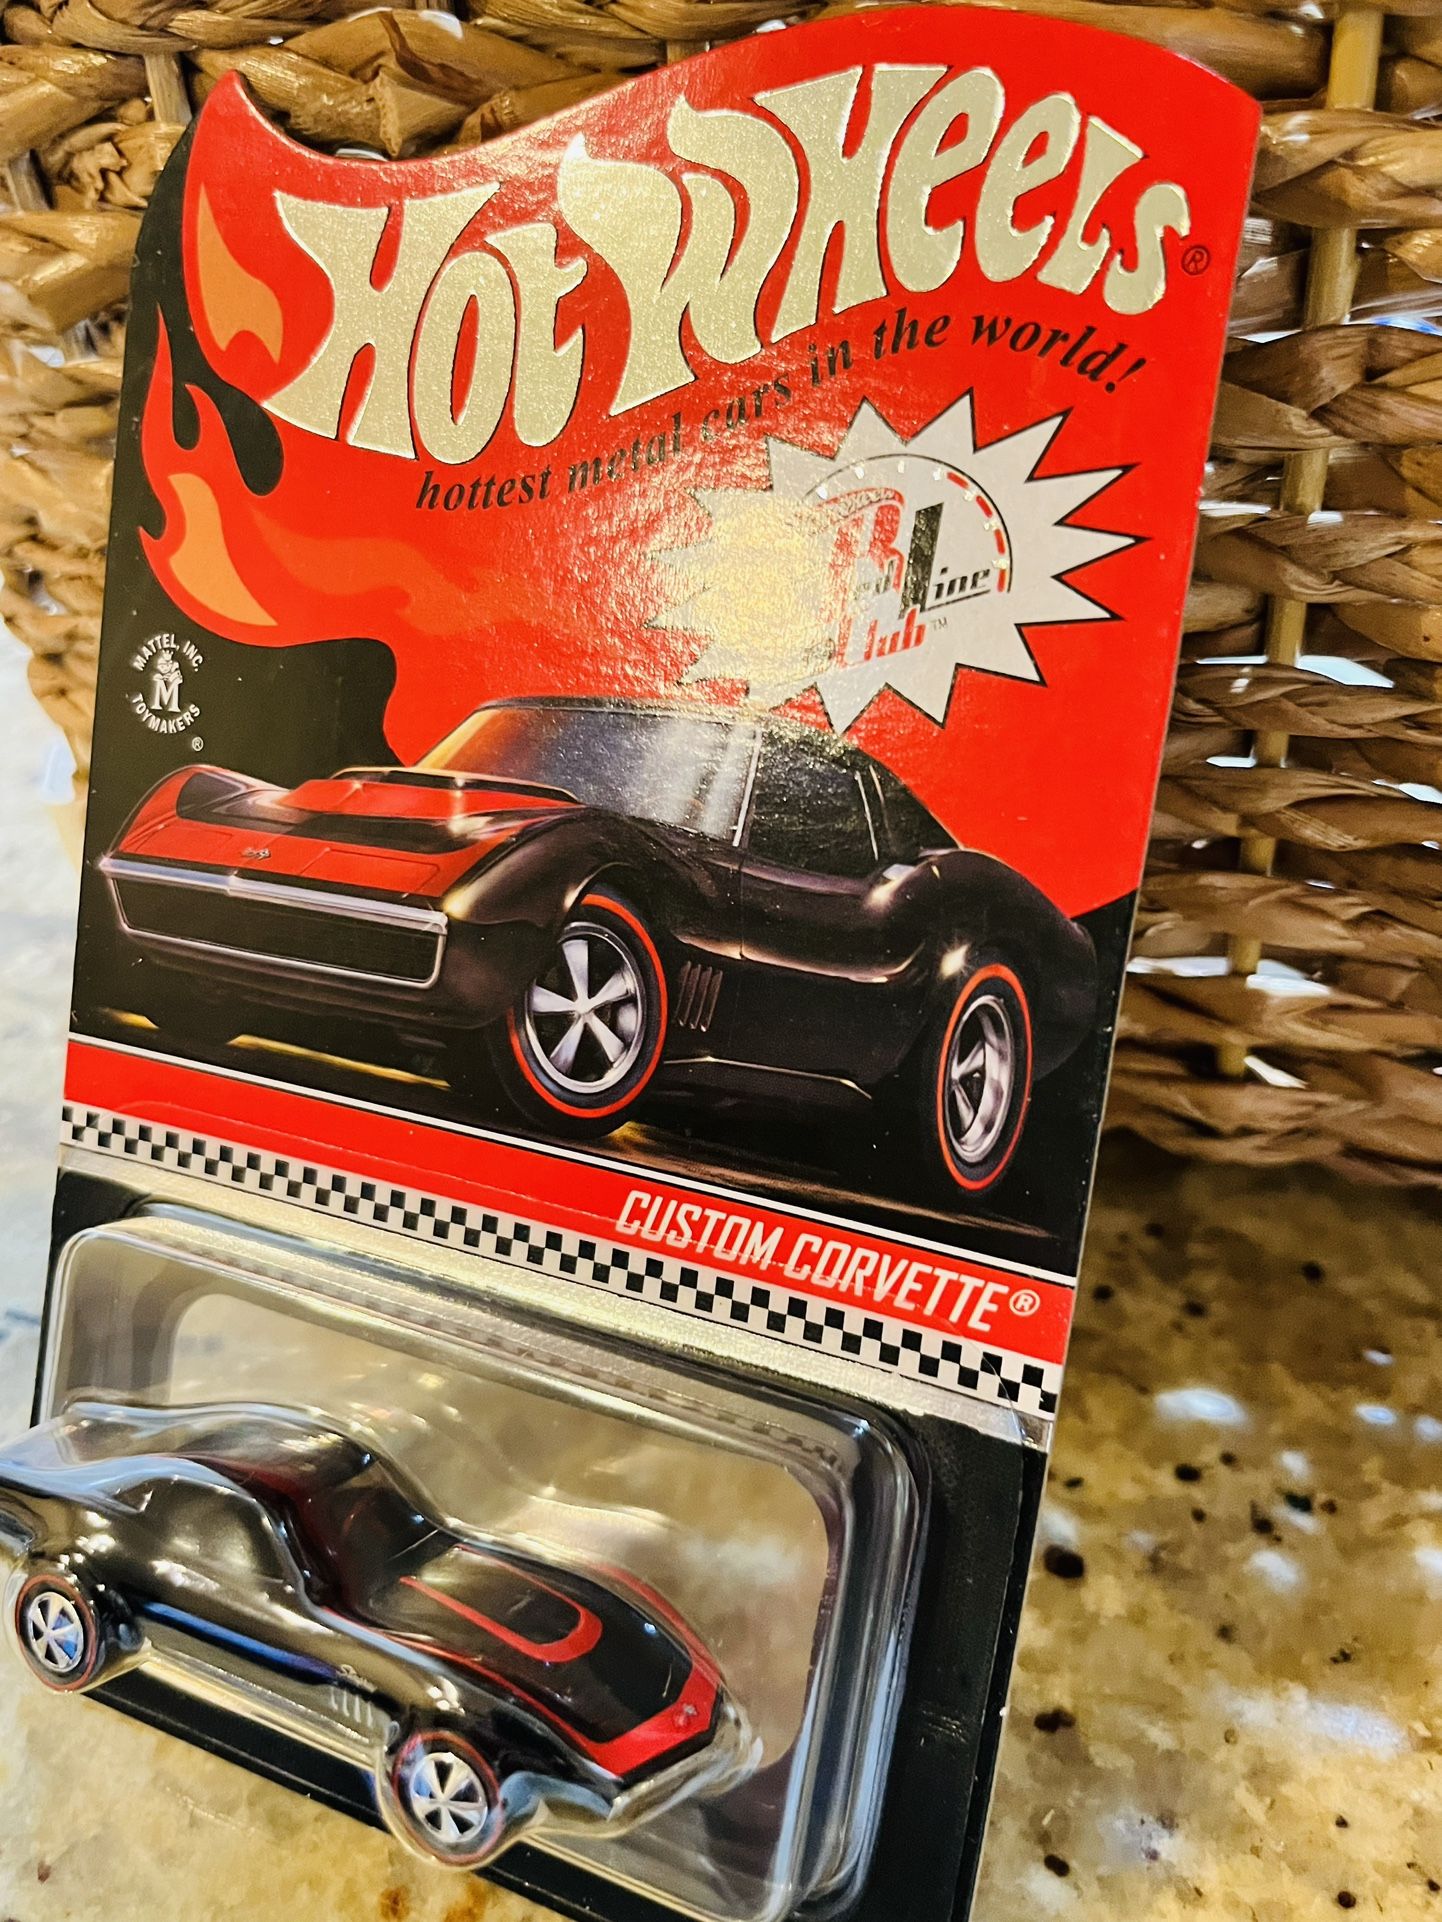 Hot Wheels®
hottest metal cars in the world!
Red Line
Club™
MATTEL, INC.
M
TOYMAKERS
®
CUSTOM CORVETTE®